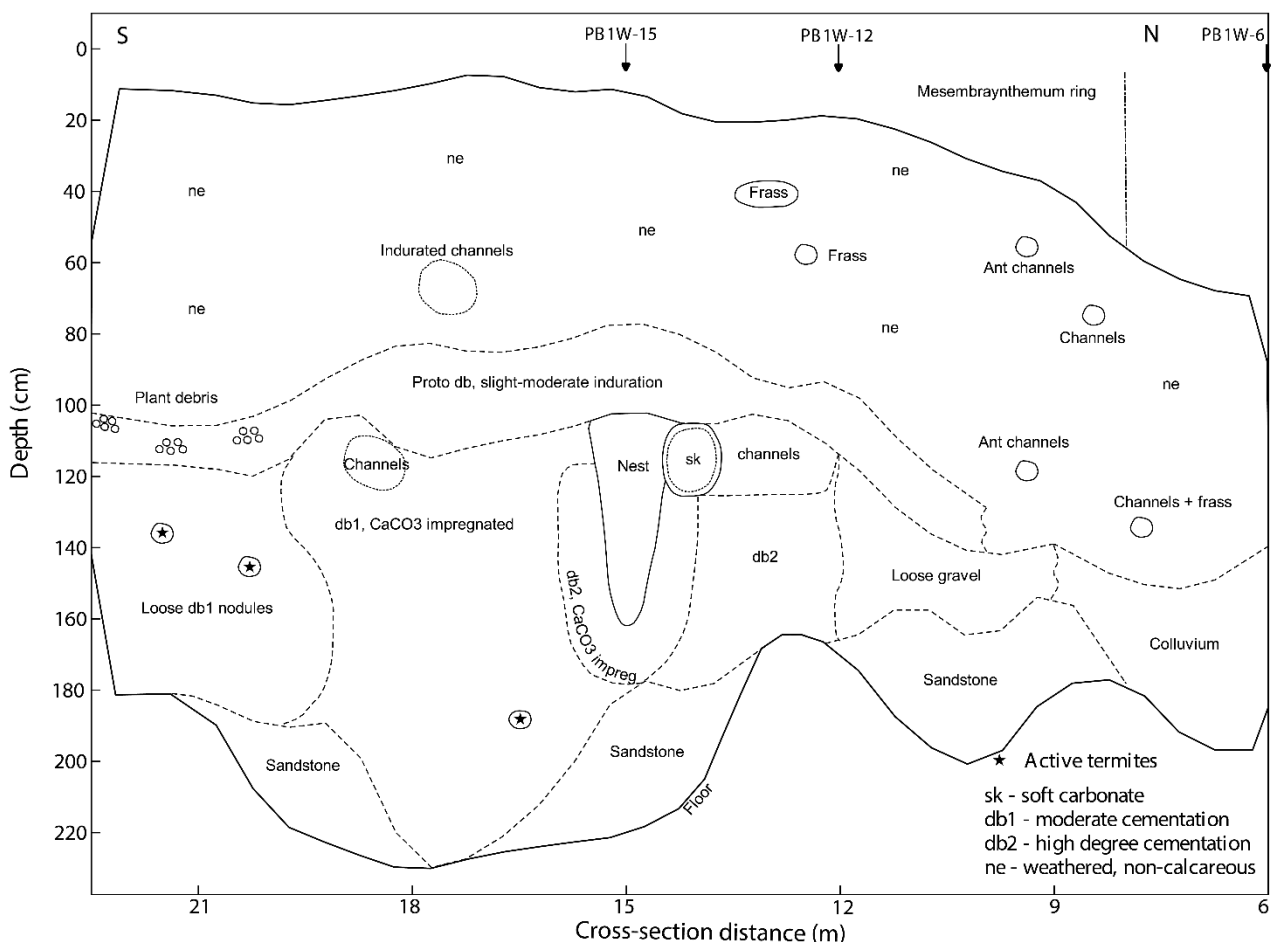 S
PB1W-15
PB1W-12
N
PB1W-6
0
20
40
60
80
100
120
140
160
180
200
220
Depth (cm)
Mesembraynthemum ring
ne
ne
ne
ne
Frass
Indurated channels
ne
Frass
Ant channels
ne
ne
Channels
ne
Proto db, slight-moderate induration
Plant debris
Ant channels
Channels
Nest
sk
channels
Channels + frass
db1, CaCO3 impregnated
db2
db2, CaCO3 impreg
Loose gravel
Loose db1 nodules
Colluvium
Sandstone
Sandstone
Sandstone
Floor
★ Active termites
sk - soft carbonate
db1 - moderate cementation
db2 - high degree cementation
ne - weathered, non-calcareous
21
18
15
12
9
6
Cross-section distance (m)